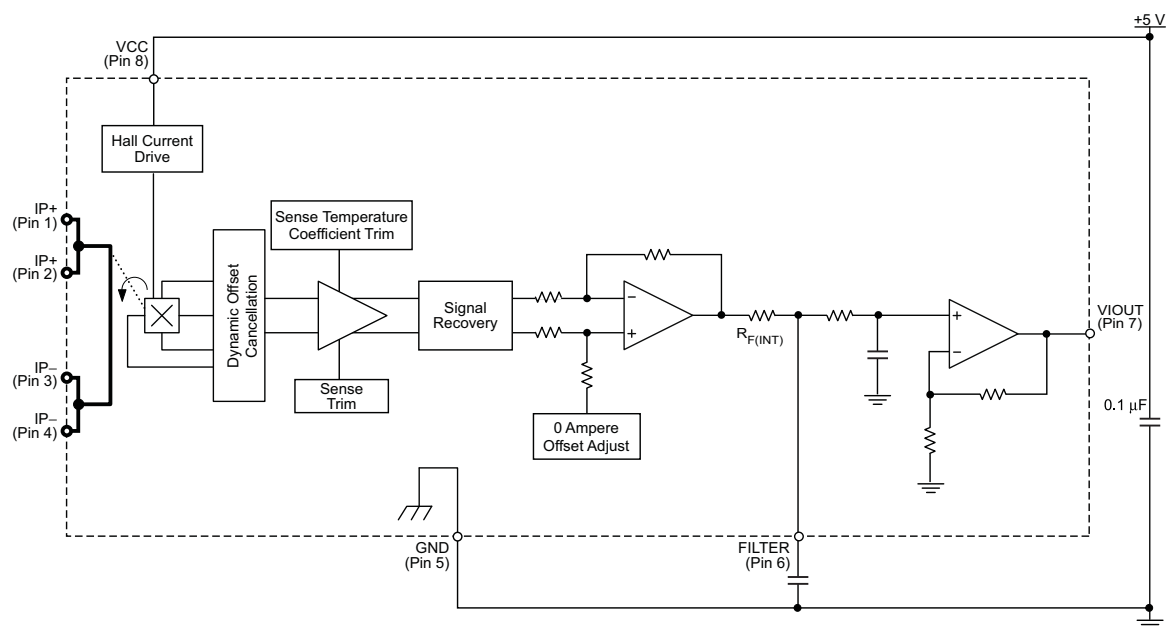 +5 V
VCC
(Pin 8)
Hall Current
Drive
IP+
(Pin 1)
IP+
(Pin 2)
IP–
(Pin 3)
IP–
(Pin 4)
Dynamic Offset
Cancellation
Sense Temperature
Coefficient Trim
Sense
Trim
Signal
Recovery
−
+
0 Ampere
Offset Adjust
RF(INT)
+
−
VIOUT
(Pin 7)
0.1 μF
GND
(Pin 5)
FILTER
(Pin 6)